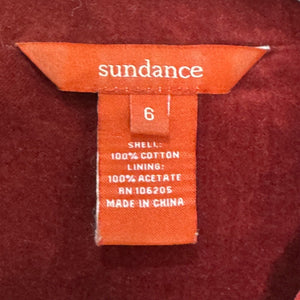 sundance
6
SHELL:
100% COTTON
LINING:
100% ACETATE
RN 106205
MADE IN CHINA